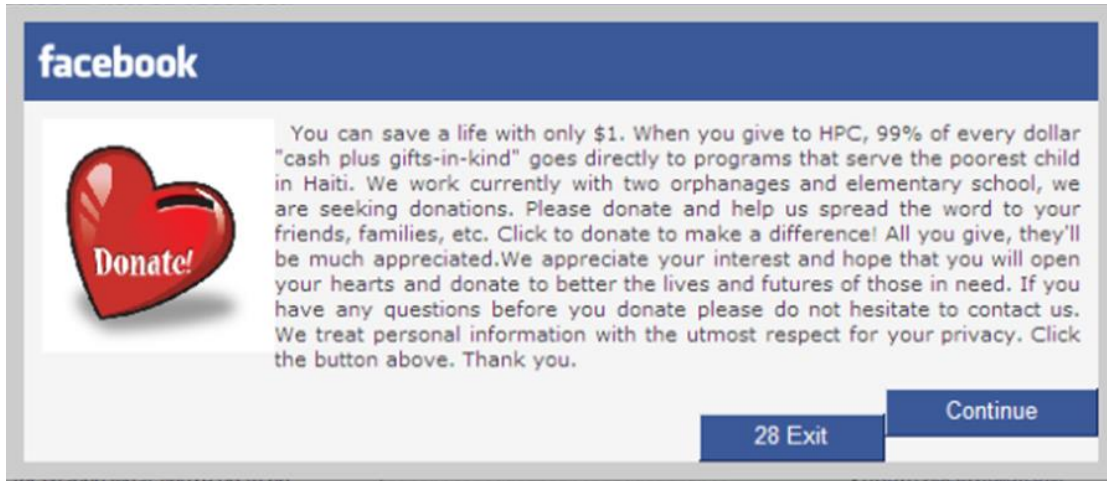 facebook
You can save a life with only $1. When you give to HPC, 99% of every dollar
"cash plus gifts-in-kind" goes directly to programs that serve the poorest child
in Haiti. We work currently with two orphanages and elementary school, we
are seeking donations. Please donate and help us spread the word to your
friends, families, etc. Click to donate to make a difference! All you give, they'll
be much appreciated.We appreciate your interest and hope that you will open
your hearts and donate to better the lives and futures of those in need. If you
have any questions before you donate please do not hesitate to contact us.
We treat personal information with the utmost respect for your privacy. Click
the button above. Thank you.
Donate!
Continue
28 Exit